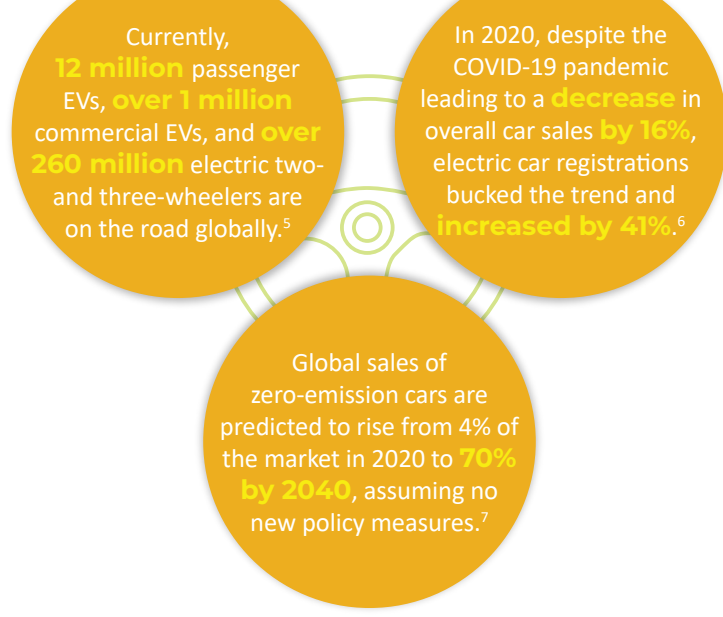 Currently,
12 million passenger
EVs, over 1 million
commercial EVs, and over
260 million electric two-
and three-wheelers are
on the road globally.5
In 2020, despite the
COVID-19 pandemic
leading to a decrease in
overall car sales by 16%,
electric car registrations
bucked the trend and
increased by 41%.6
Global sales of
zero-emission cars are
predicted to rise from 4% of
the market in 2020 to 70%
by 2040, assuming no
new policy measures.7